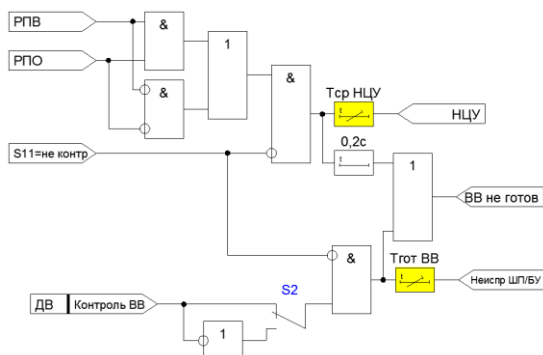 РПВ
&
РПО
1
&
&
Тср НЦУ
НЦУ
S11=не контр
0,2с
1
ВВ не готов
&
Тгот ВВ
S2
Неиспр ШП/БУ
ДВ
Контроль ВВ
1